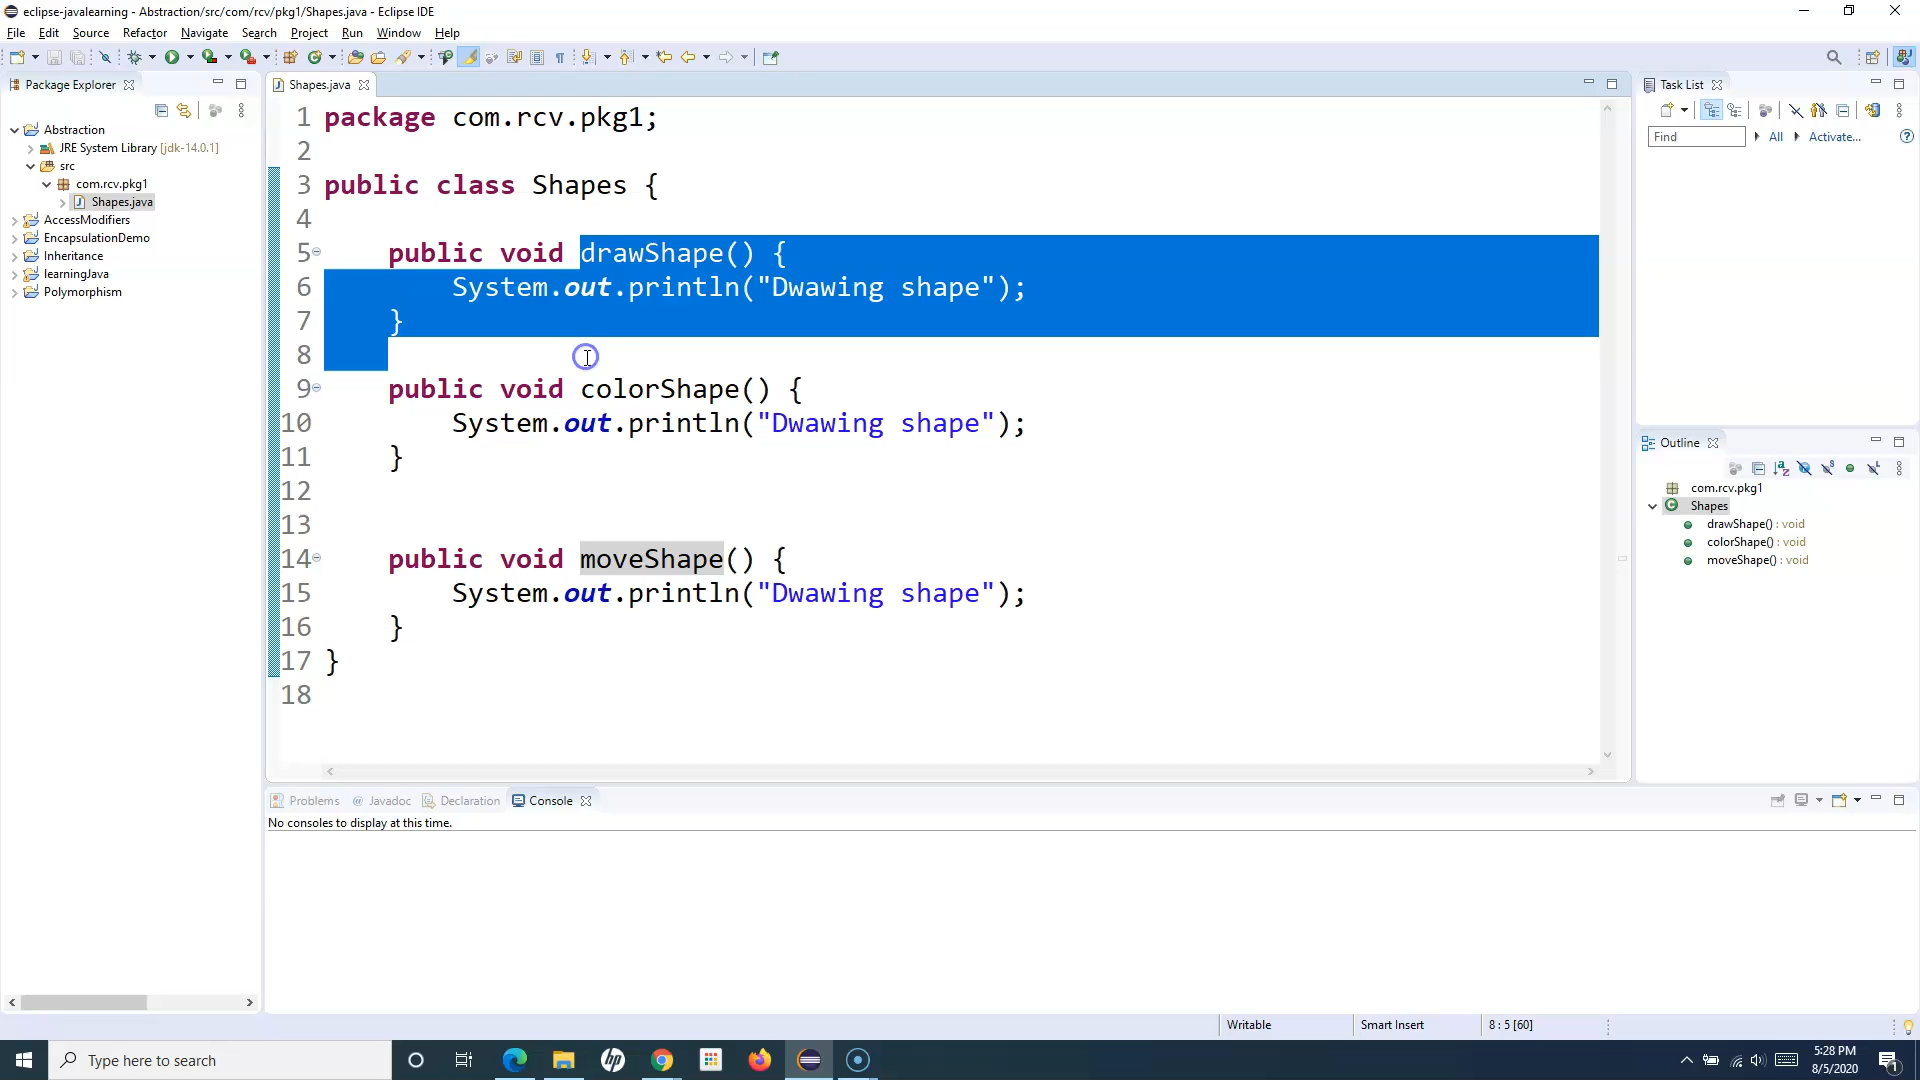 eclipse-javalearning - Abstraction/src/com/rcv/pkg1/Shapes.java - Eclipse IDE
File Edit Source Refactor Navigate Search Project Run Window Help
Package Explorer
Abstraction
JRE System Library [jdk-14.0.1]
src
com.rcv.pkg1
Shapes.java
AccessModifiers
EncapsulationDemo
Inheritance
learningJava
Polymorphism
Shapes.java
1 package com.rcv.pkg1;
2
3 public class Shapes {
4
5 public void drawShape() {
6 System.out.println("Dwawing shape");
7 }
8
9 public void colorShape() {
10 System.out.println("Dwawing shape");
11 }
12
13
14 public void moveShape() {
15 System.out.println("Dwawing shape");
16 }
17 }
18
Task List
Find All Activate...
Outline
com.rcv.pkg1
Shapes
drawShape() : void
colorShape() : void
moveShape() : void
Problems Javadoc Declaration Console
No consoles to display at this time.
Writable Smart Insert 8 : 5 [60]
Type here to search
hp
5:28 PM
8/5/2020
1